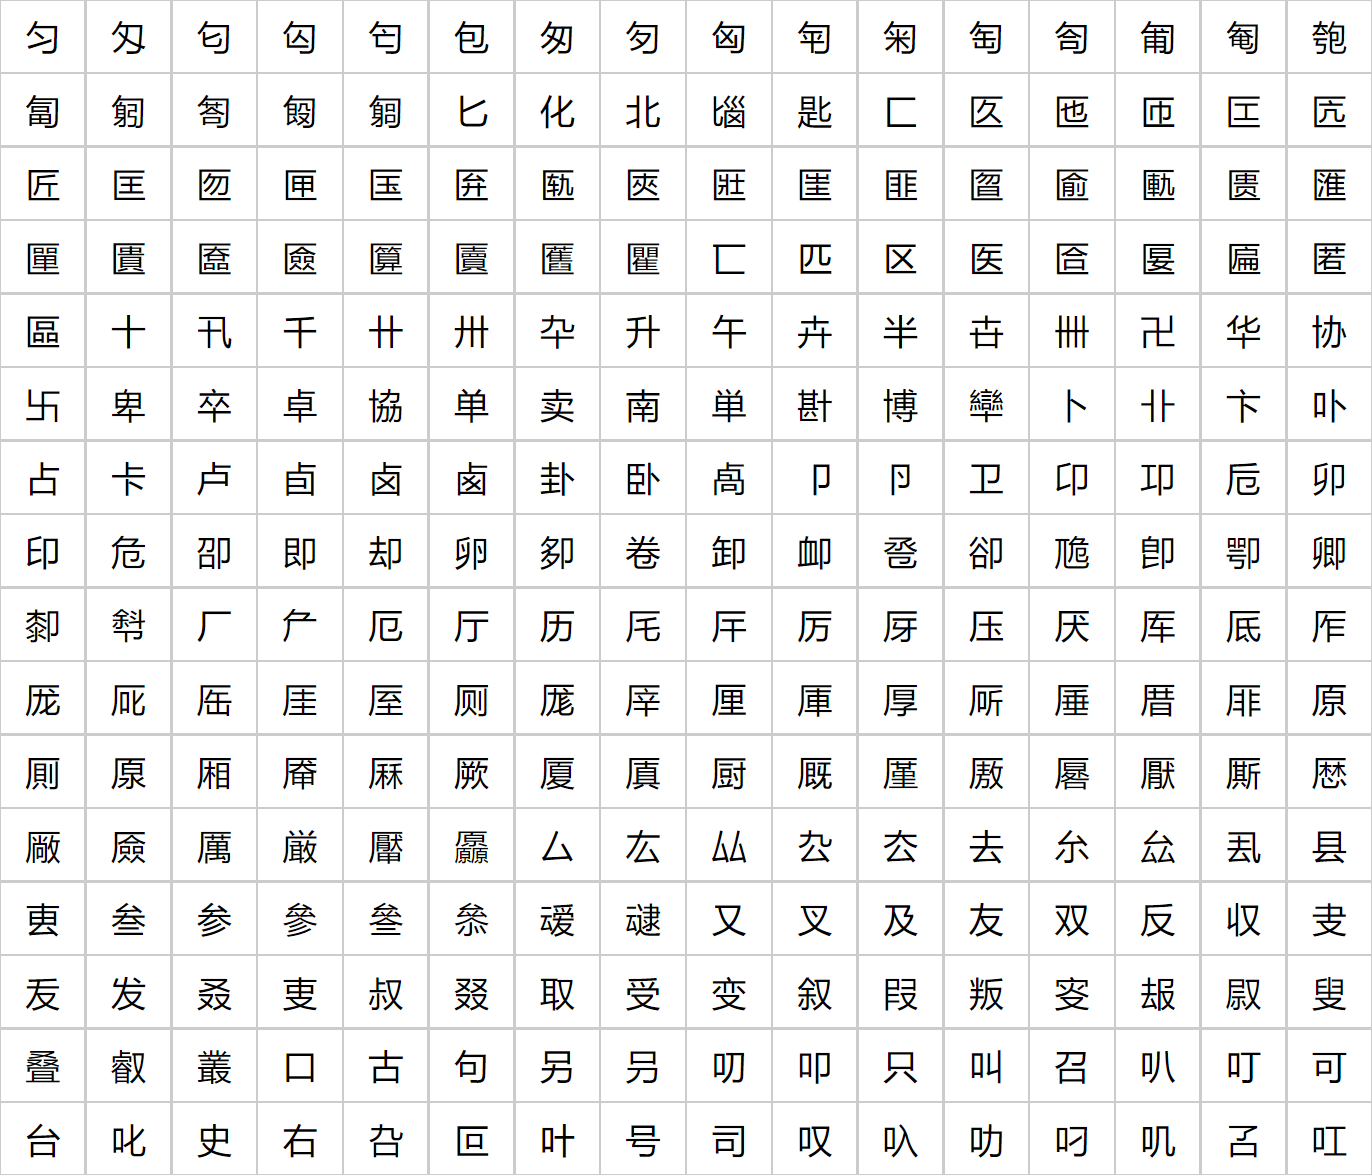 匀匁匂匃匄包匆匇匈匉匊匋匌匍匎匏
匐匑匒匓匔匕化北匘匙匚匛匜匝匞匟
匠匡匢匣匤匥匦匧匨匩匪匫匬匭匮匯
匰匱匲匳匴匵匶匷匸匹区医匼匽匾匿
區十卂千卄卅卆升午卉半卋卌卍华协
卐卑卒卓協单卖南単卙博卛卜卝卞卟
占卡卢卣卤卥卦卧卨卩卪卫卬卭卮卯
印危卲即却卵卶卷卸卹卺卻卼卽卾卿
厀厁厂厃厄厅历厇厈厉厊压厌厍厎厏
厐厑厒厓厔厕厖厗厘厙厚厛厜厝厞原
厠厡厢厣厤厥厦厧厨厩厪厫厬厭厮厯
厰厱厲厳厴厵厶厷厸厹厺去厼厽厾县
叀叁参參叄叅叆叇又叉及友双反収叏
叐发叒叓叔叕取受变叙叚叛叜叝叞叟
叠叡叢口古句另叧叨叩只叫召叭叮可
台叱史右叴叵叶号司叹叺叻叼叽叾叿